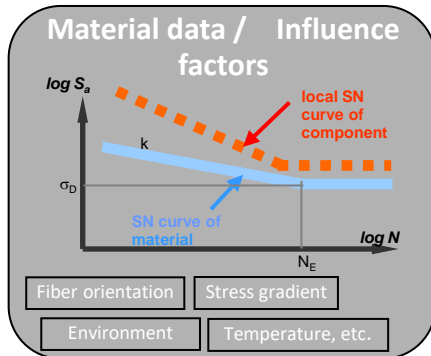 Material data / Influence
factors
log Sa
local SN
curve of
component
k
σD
SN curve of
material
log N
NE
Fiber orientation
Stress gradient
Environment
Temperature, etc.